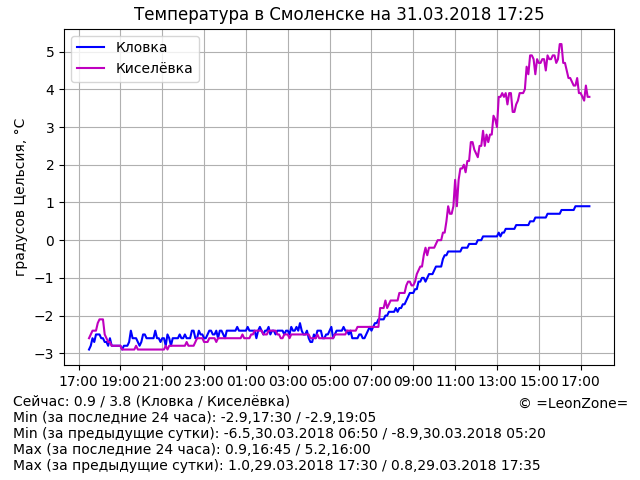 Температура в Смоленске на 31.03.2018 17:25
Кловка
Киселёвка
градусов Цельсия, °C
5
4
3
2
1
0
−1
−2
−3
17:00 19:00 21:00 23:00 01:00 03:00 05:00 07:00 09:00 11:00 13:00 15:00 17:00
Сейчас: 0.9 / 3.8 (Кловка / Киселёвка)
© =LeonZone=
Min (за последние 24 часа): -2.9,17:30 / -2.9,19:05
Min (за предыдущие сутки): -6.5,30.03.2018 06:50 / -8.9,30.03.2018 05:20
Max (за последние 24 часа): 0.9,16:45 / 5.2,16:00
Max (за предыдущие сутки): 1.0,29.03.2018 17:30 / 0.8,29.03.2018 17:35